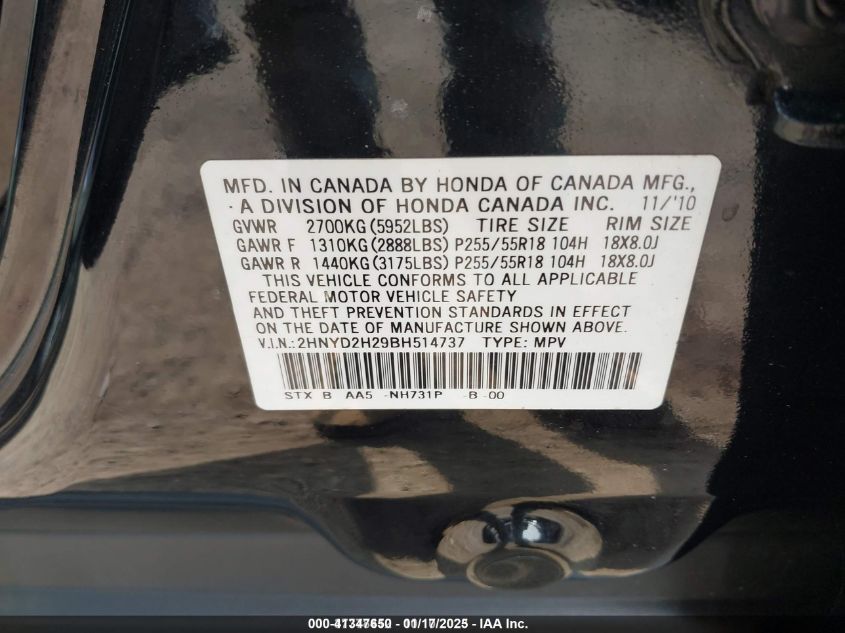 MFD. IN CANADA BY HONDA OF CANADA MFG.,
A DIVISION OF HONDA CANADA INC. 11/'10
GVWR 2700KG (5952LBS) TIRE SIZE RIM SIZE
GAWR F 1310KG (2888LBS) P255/55R18 104H 18X8.0J
GAWR R 1440KG (3175LBS) P255/55R18 104H 18X8.0J
THIS VEHICLE CONFORMS TO ALL APPLICABLE
FEDERAL MOTOR VEHICLE SAFETY
AND THEFT PREVENTION STANDARDS IN EFFECT
ON THE DATE OF MANUFACTURE SHOWN ABOVE.
V.I.N.: 2HNYD2H29BH514737 TYPE: MPV
STX B AA5 -NH731P -B-00
01/17/2025 - IAA Inc.